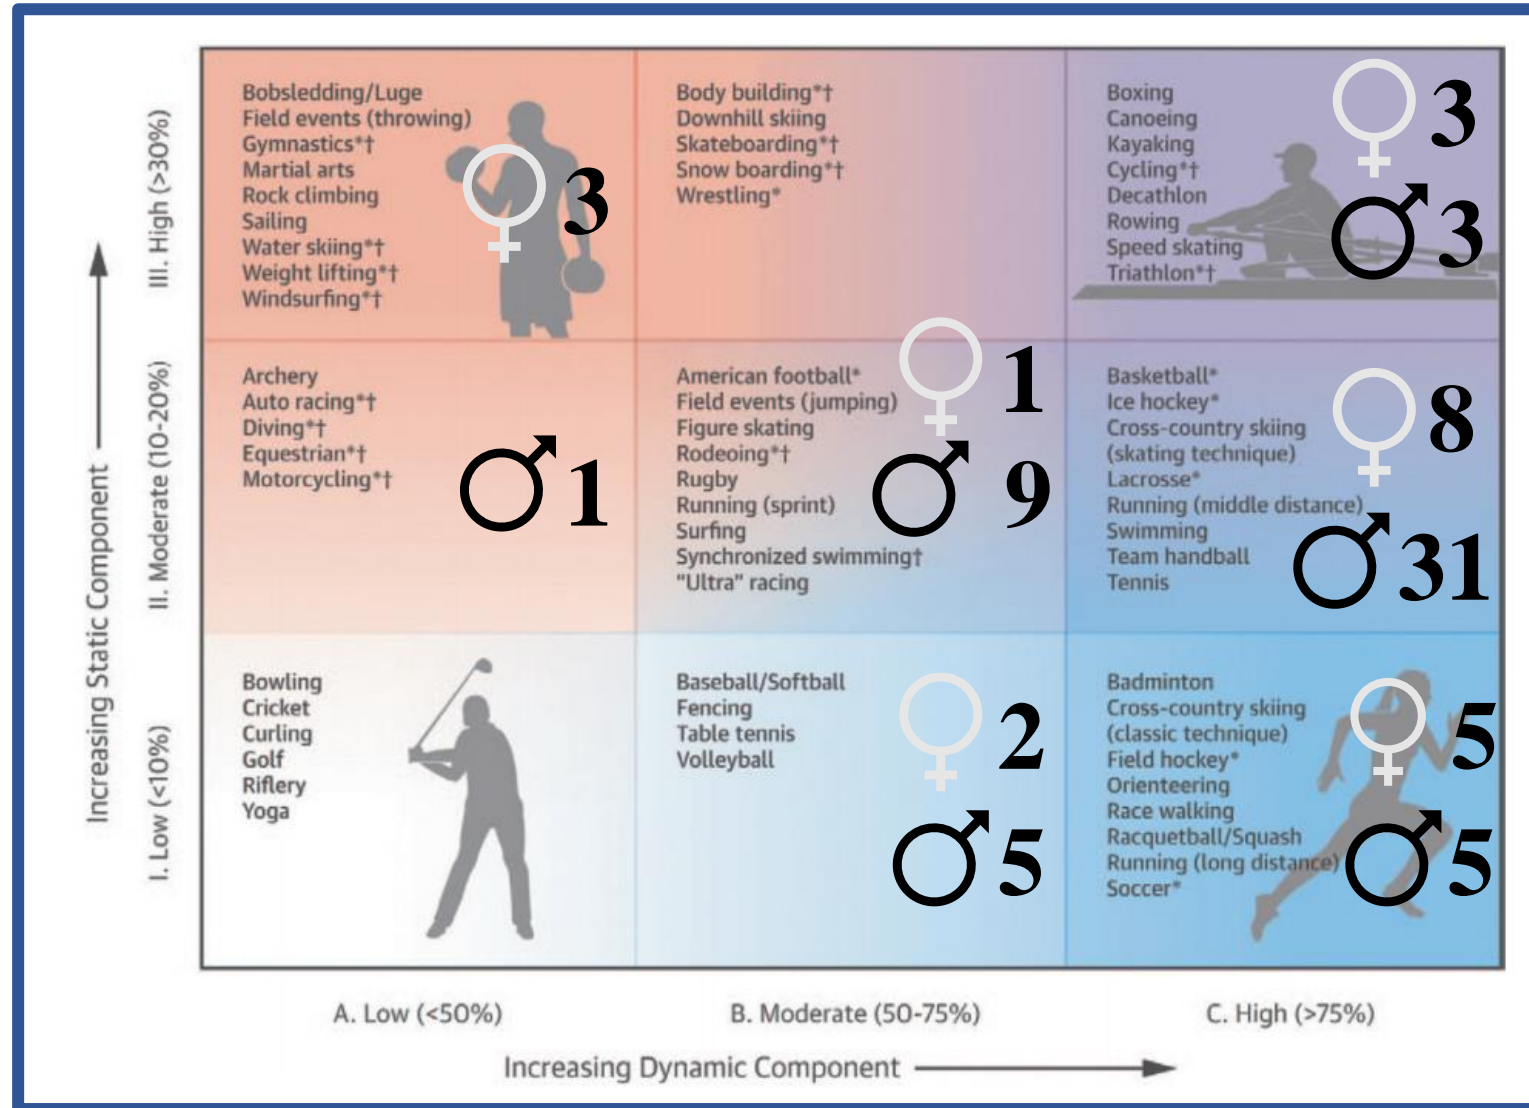 Increasing Static Component
III. High (>30%)
Bobsledding/Luge
Field events (throwing)
Gymnastics*†
Martial arts
Rock climbing
Sailing
Water skiing*†
Weight lifting*†
Windsurfing*†
♀ 3
Body building*†
Downhill skiing
Skateboarding*†
Snow boarding*†
Wrestling*
Boxing
Canoeing
Kayaking
Cycling*†
Decathlon
Rowing
Speed skating
Triathlon*†
♀ 3
♂ 3
II. Moderate (10-20%)
Archery
Auto racing*†
Diving*†
Equestrian*†
Motorcycling*†
♂ 1
American football*
Field events (jumping)
Figure skating
Rodeoing*†
Rugby
Running (sprint)
Surfing
Synchronized swimming†
"Ultra" racing
♀ 1
♂ 9
Basketball*
Ice hockey*
Cross-country skiing
(skating technique)
Lacrosse*
Running (middle distance)
Swimming
Team handball
Tennis
♀ 8
♂ 31
I. Low (<10%)
Bowling
Cricket
Curling
Golf
Riflery
Yoga
Baseball/Softball
Fencing
Table tennis
Volleyball
♀ 2
♂ 5
Badminton
Cross-country skiing
(classic technique)
Field hockey*
Orienteering
Race walking
Racquetball/Squash
Running (long distance)
Soccer*
♀ 5
♂ 5
A. Low (<50%)
B. Moderate (50-75%)
C. High (>75%)
Increasing Dynamic Component